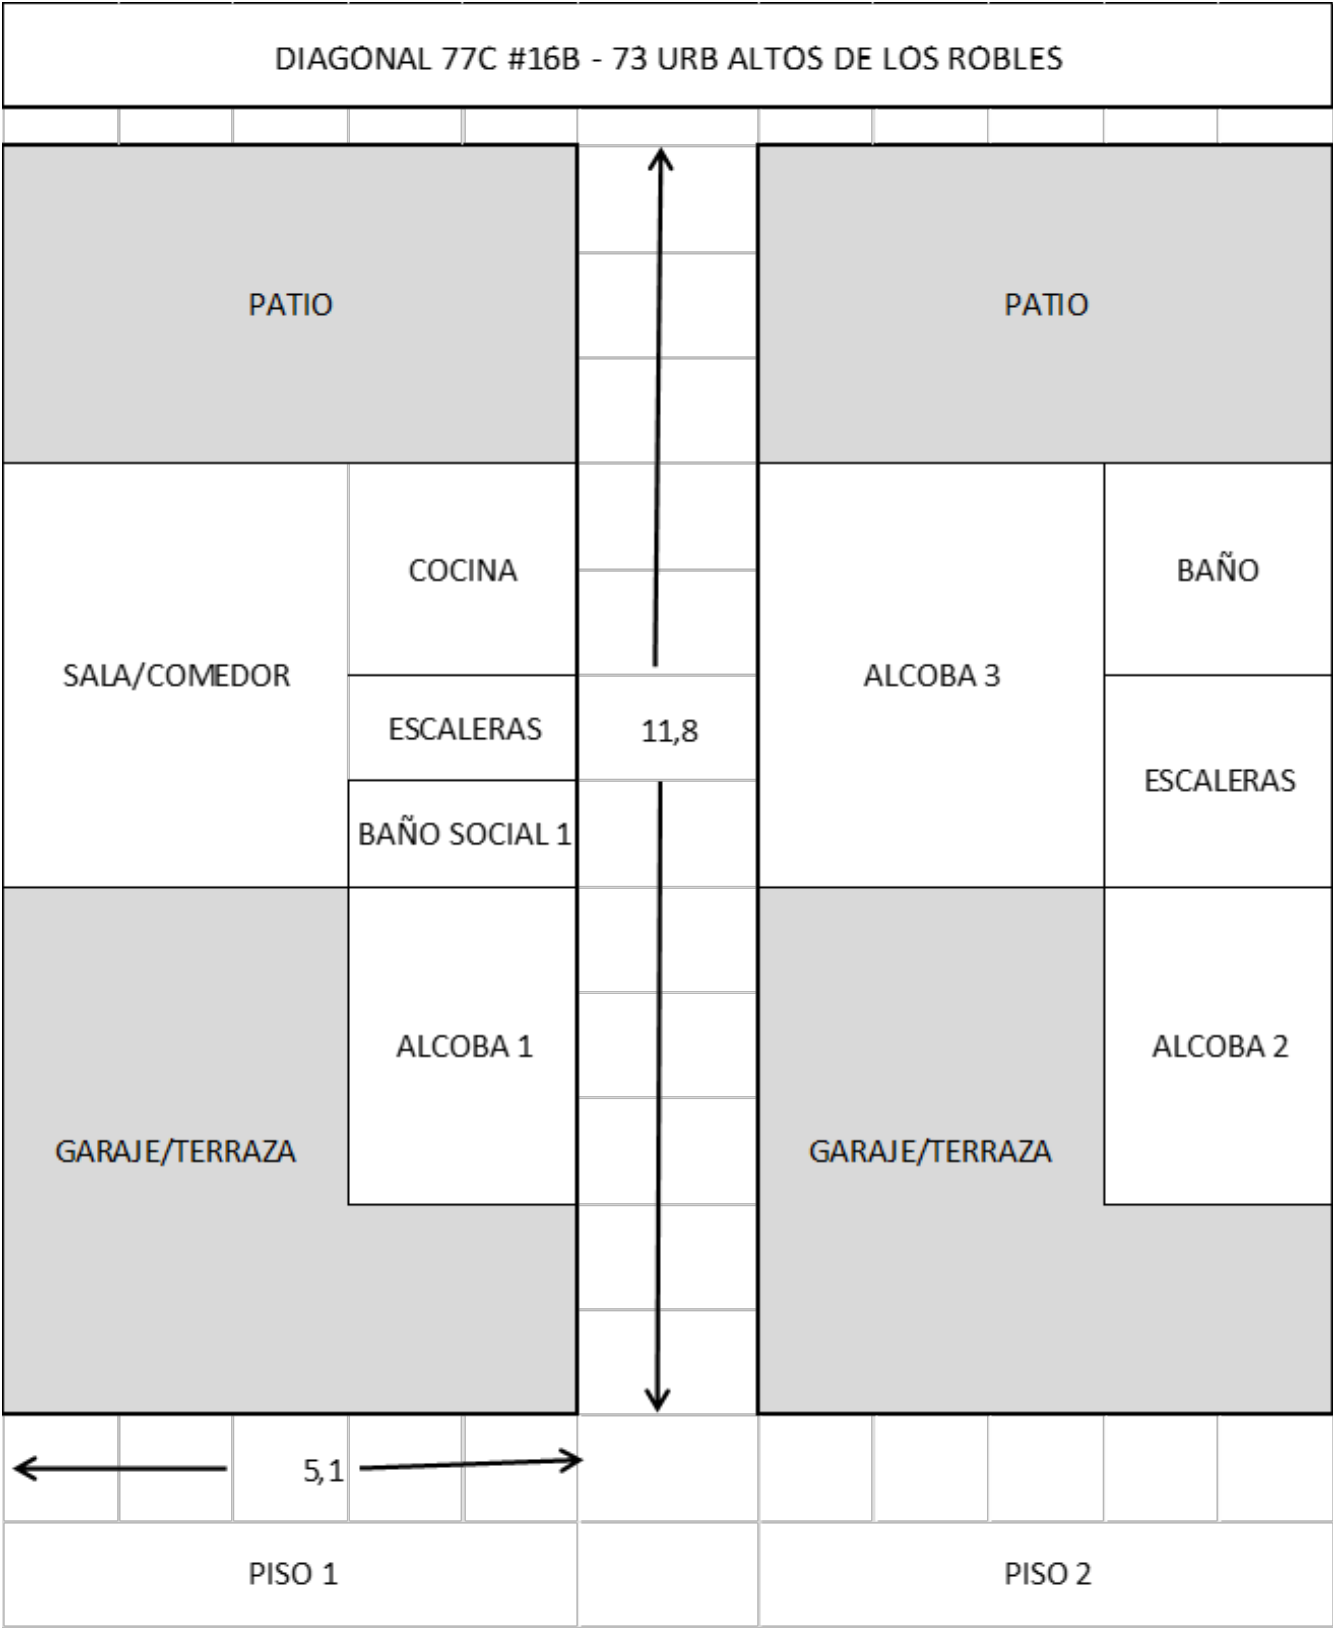 DIAGONAL 77C #16B - 73 URB ALTOS DE LOS ROBLES
PATIO
COCINA
SALA/COMEDOR
ESCALERAS
BAÑO SOCIAL 1
ALCOBA 1
GARAJE/TERRAZA
11,8
PATIO
BAÑO
ALCOBA 3
ESCALERAS
ALCOBA 2
GARAJE/TERRAZA
5,1
PISO 1
PISO 2